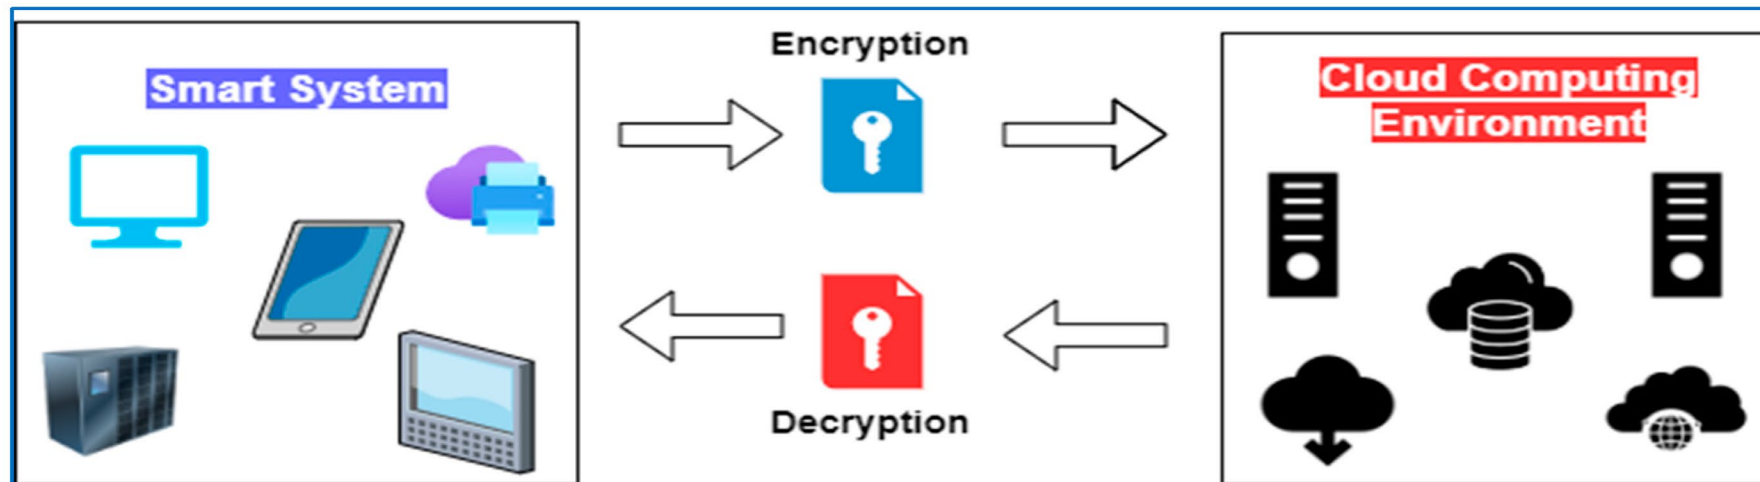 Smart System
Encryption
Decryption
Cloud Computing
Environment